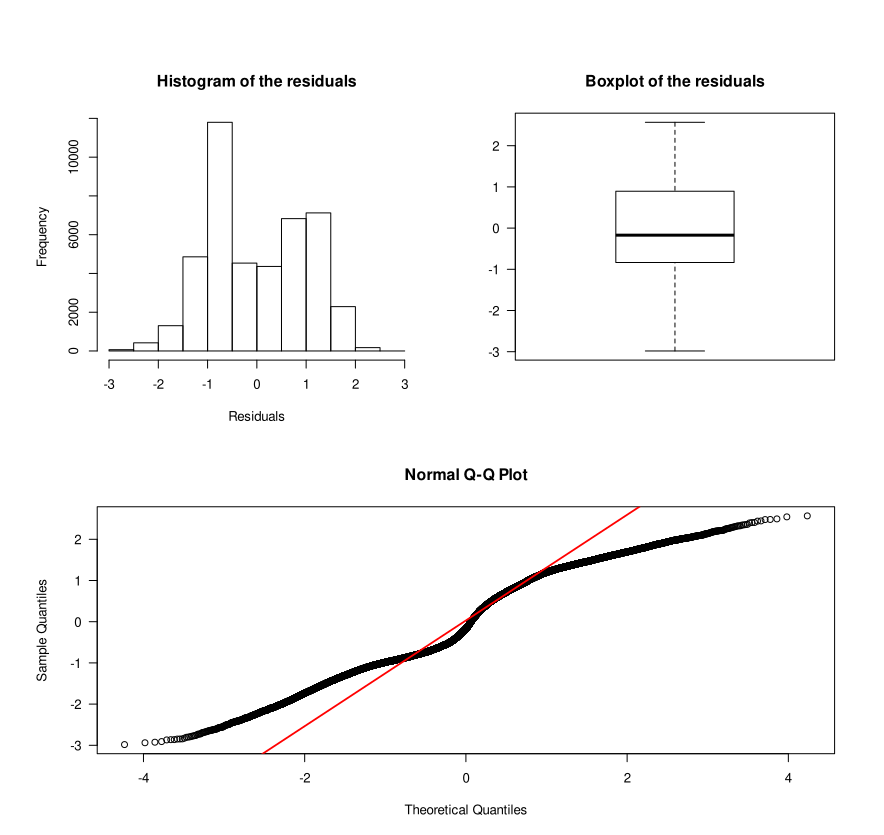 Histogram of the residuals
Frequency
0
2000
6000
10000
-3 -2 -1 0 1 2 3
Residuals
Boxplot of the residuals
2
1
0
-1
-2
-3
Normal Q-Q Plot
Sample Quantiles
2
1
0
-1
-2
-3
-4 -2 0 2 4
Theoretical Quantiles